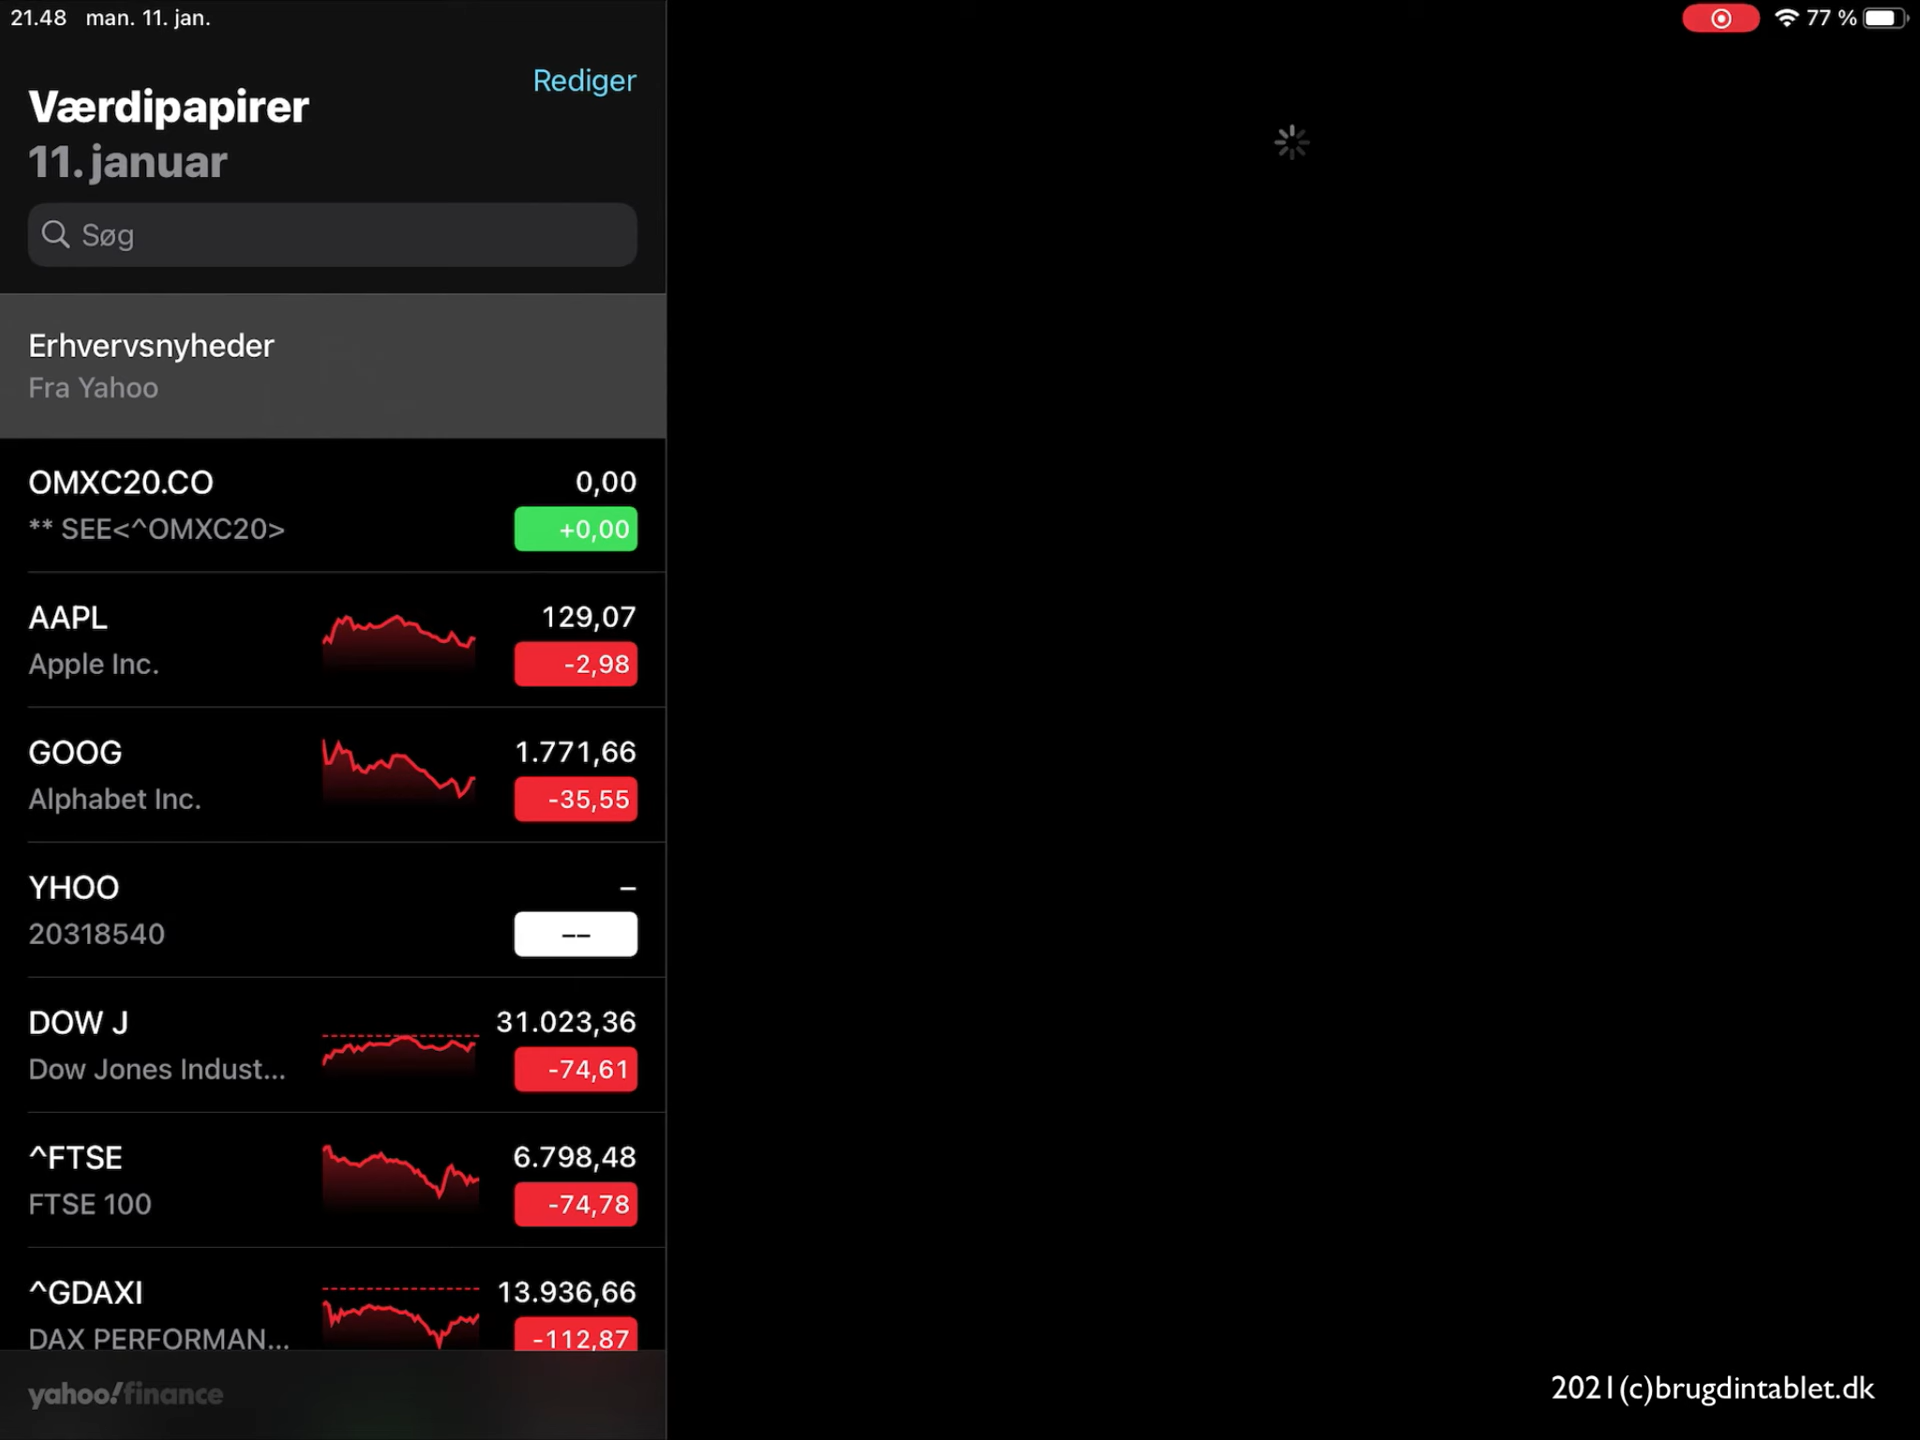 21.48 man. 11. jan.
77 %
Rediger
Værdipapirer
11. januar
Søg
Erhvervsnyheder
Fra Yahoo
OMXC20.CO 0,00
** SEE<^OMXC20> +0,00
AAPL 129,07
Apple Inc. -2,98
GOOG 1.771,66
Alphabet Inc. -35,55
YHOO –
20318540 --
DOW J 31.023,36
Dow Jones Indust... -74,61
^FTSE 6.798,48
FTSE 100 -74,78
^GDAXI 13.936,66
DAX PERFORMAN... -112,87
yahoo!finance
2021(c)brugdintablet.dk